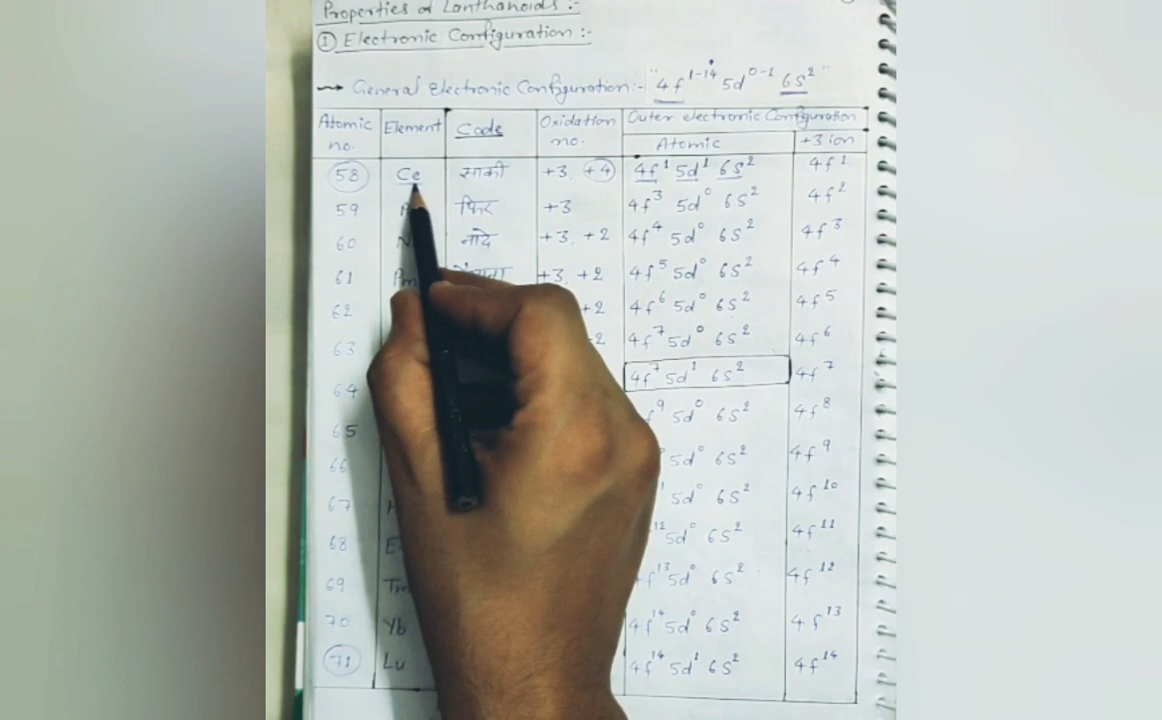 Properties of Lanthanoids :-
① Electronic Configuration :-
→ General Electronic Configuration:- "4f¹⁻¹⁴ 5d⁰⁻¹ 6s²"
Atomic no. Element Code Oxidation no. Outer electronic Configuration
Atomic +3 ion
58 Ce साकी +3, +4 4f¹ 5d¹ 6s² 4f¹
59 फिर +3 4f³ 5d⁰ 6s² 4f²
60 N नादे +3, +2 4f⁴ 5d⁰ 6s² 4f³
61 Pm +3, +2 4f⁵ 5d⁰ 6s² 4f⁴
62 +2 4f⁶ 5d⁰ 6s² 4f⁵
63 4f⁷ 5d⁰ 6s² 4f⁶
64 4f⁷ 5d¹ 6s² 4f⁷
65 f⁹ 5d⁰ 6s² 4f⁸
66 5d⁰ 6s² 4f⁹
67 5d⁰ 6s² 4f¹⁰
68 E 12 5d⁰ 6s² 4f¹¹
69 Tm f¹³ 5d⁰ 6s² 4f¹²
70 Yb 4f¹⁴ 5d⁰ 6s² 4f¹³
71 Lu 4f¹⁴ 5d¹ 6s² 4f¹⁴